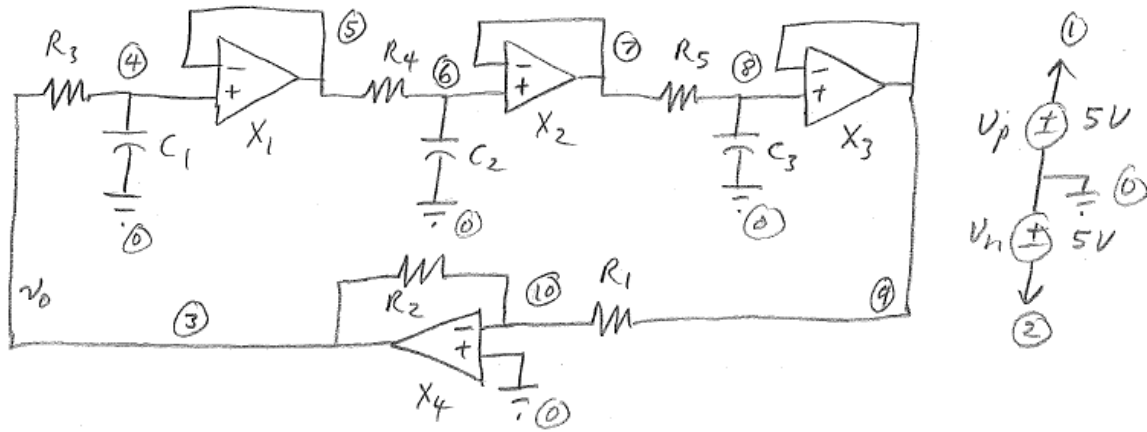 R3
④
⑤
R4
⑥
⑦
R5
⑧
①
−
+
X1
C1
⓪
−
+
X2
C2
⓪
−
+
X3
C3
⓪
Vp
±
5V
⓪
Vn
±
5V
②
v0
③
R2
−
+
X4
⓪
⑩
R1
⑨